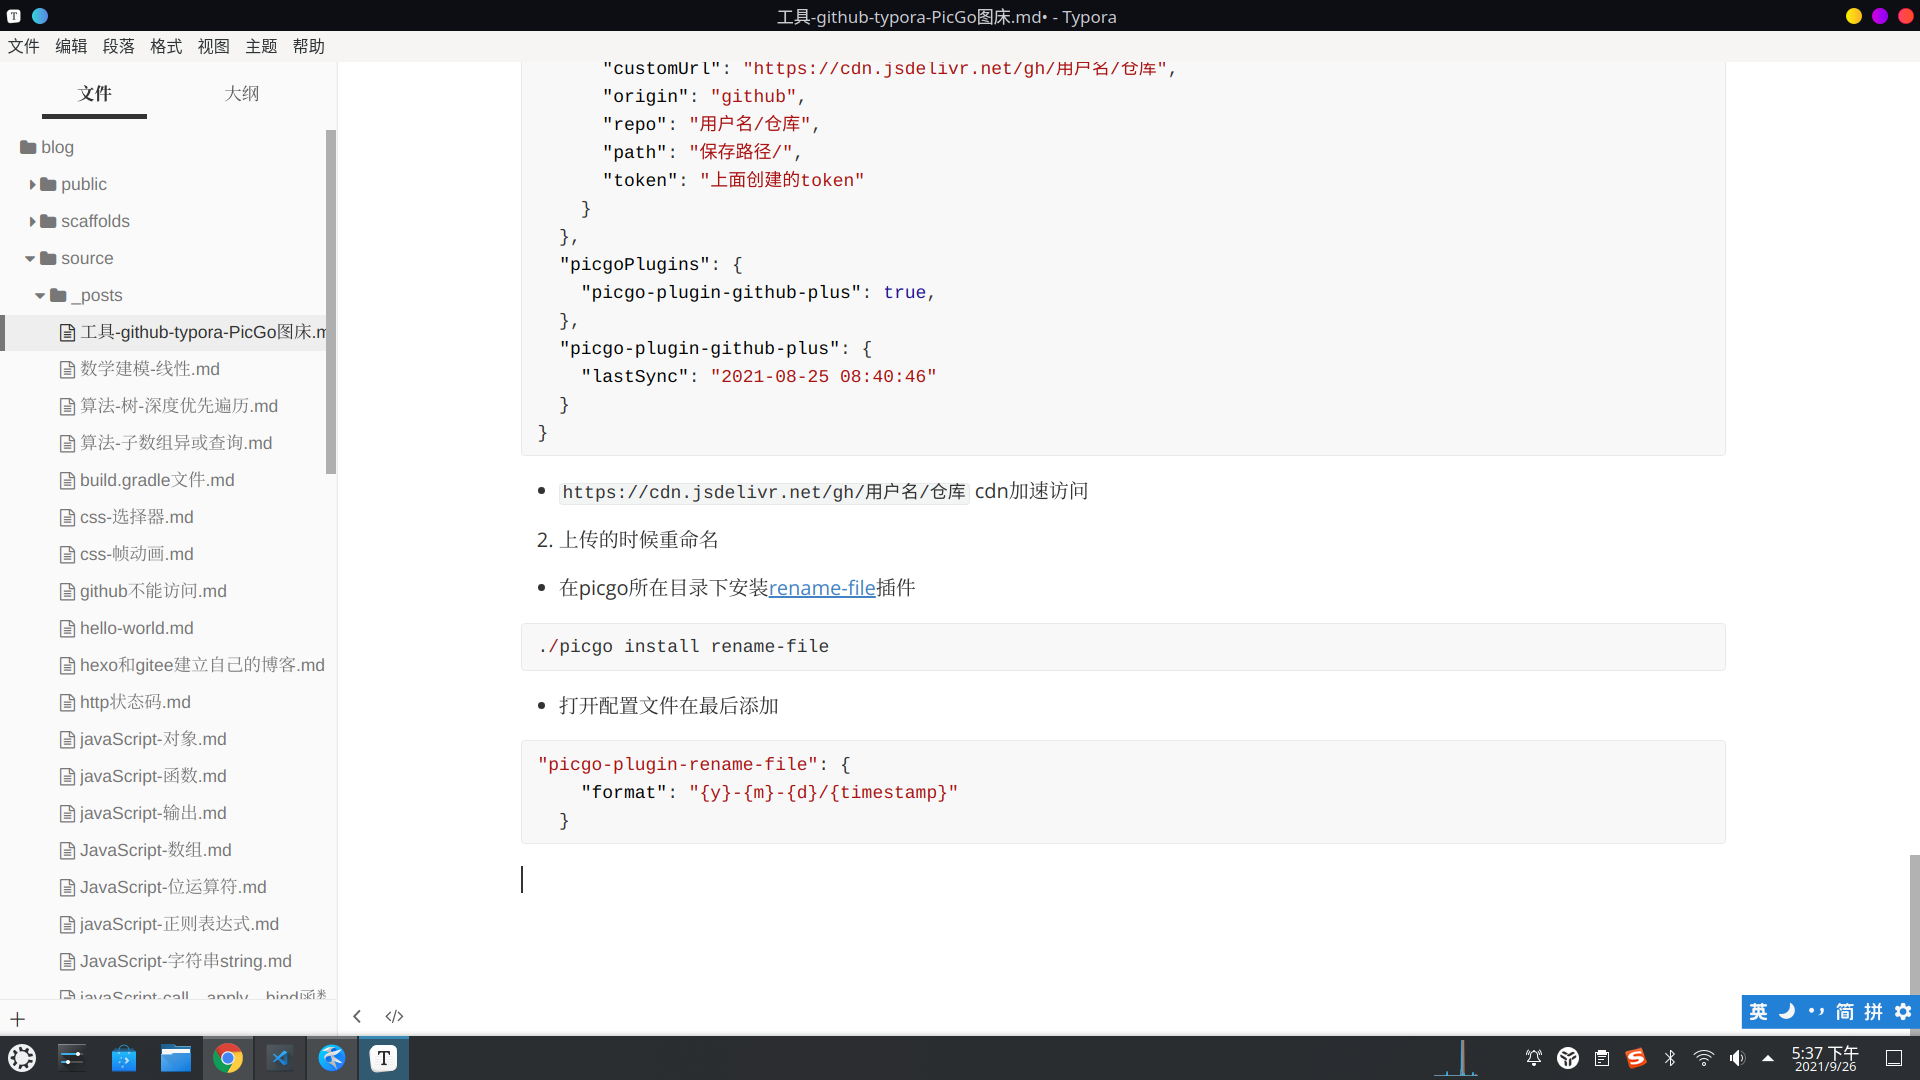 工具-github-typora-PicGo图床.md• - Typora
文件 编辑 段落 格式 视图 主题 帮助
文件 大纲
blog
public
scaffolds
source
_posts
工具-github-typora-PicGo图床.m
数学建模-线性.md
算法-树-深度优先遍历.md
算法-子数组异或查询.md
build.gradle文件.md
css-选择器.md
css-帧动画.md
github不能访问.md
hello-world.md
hexo和gitee建立自己的博客.md
http状态码.md
javaScript-对象.md
javaScript-函数.md
javaScript-输出.md
JavaScript-数组.md
JavaScript-位运算符.md
javaScript-正则表达式.md
JavaScript-字符串string.md
javaScript-call、apply、bind函数
"customUrl": "https://cdn.jsdelivr.net/gh/用户名/仓库",
"origin": "github",
"repo": "用户名/仓库",
"path": "保存路径/",
"token": "上面创建的token"
}
},
"picgoPlugins": {
"picgo-plugin-github-plus": true,
},
"picgo-plugin-github-plus": {
"lastSync": "2021-08-25 08:40:46"
}
}
• https://cdn.jsdelivr.net/gh/用户名/仓库 cdn加速访问
2. 上传的时候重命名
• 在picgo所在目录下安装rename-file插件
./picgo install rename-file
• 打开配置文件在最后添加
"picgo-plugin-rename-file": {
"format": "{y}-{m}-{d}/{timestamp}"
}
英 简 拼
5:37 下午
2021/9/26